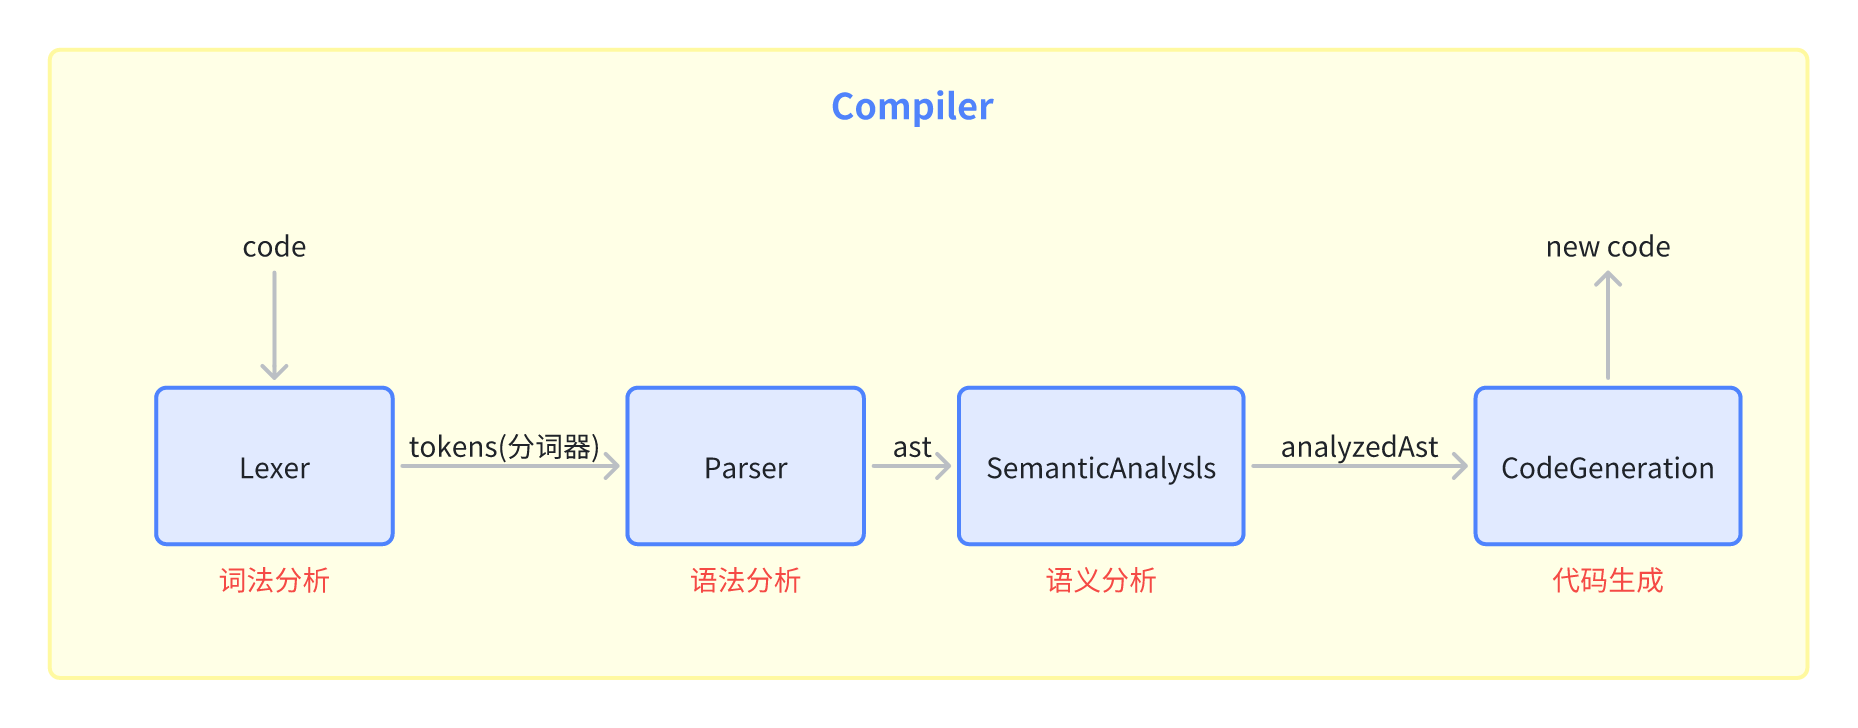 Compiler
code
new code
Lexer
tokens(分词器)
Parser
ast
SemanticAnalysls
analyzedAst
CodeGeneration
词法分析
语法分析
语义分析
代码生成